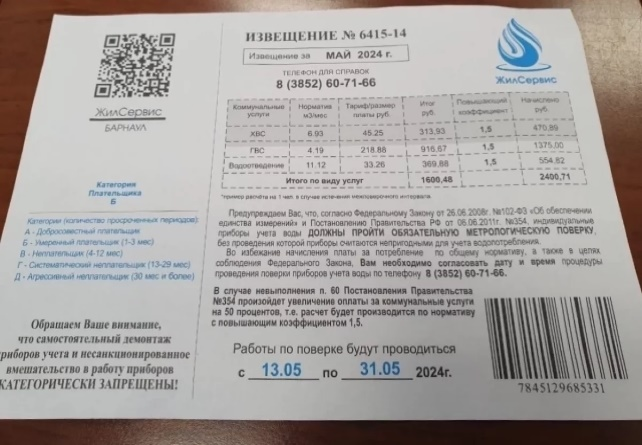 ЖилСервис
БАРНАУЛ
Категория
Плательщика
Б
Категории (количество просроченных периодов):
А - Добросовестный плательщик
Б - Умеренный плательщик (1-3 мес)
В - Неплательщик (4-12 мес)
Г - Систематический неплательщик (13-29 мес)
Д - Агрессивный неплательщик (30 мес и более)
Обращаем Ваше внимание,
что самостоятельный демонтаж
приборов учета и несанкционированное
вмешательство в работу приборов
КАТЕГОРИЧЕСКИ ЗАПРЕЩЕНЫ!
ИЗВЕЩЕНИЕ № 6415-14
Извещение за МАЙ 2024 г.
ТЕЛЕФОН ДЛЯ СПРАВОК
8 (3852) 60-71-66
ЖилСервис
Коммунальные услуги Норматив м3/мес Тариф/размер платы руб. Итог руб. Повышающий коэффициент Начислено руб.
ХВС 6.93 45.25 313,93 1,5 470,89
ГВС 4.19 218.88 916,67 1,5 1375,00
Водоотведение 11.12 33.26 369,88 1,5 554,82
Итого по виду услуг 1600,48 2400,71
*пример расчёта на 1 чел. в случае истечения межповерочного интервала
Предупреждаем Вас, что, согласно Федеральному Закону от 26.06.2008г. №102-ФЗ «Об обеспечении
единства измерений» и Постановлении Правительства РФ от 06.06.2011г. №354, индивидуальные
приборы учета воды ДОЛЖНЫ ПРОЙТИ ОБЯЗАТЕЛЬНУЮ МЕТРОЛОГИЧЕСКУЮ ПОВЕРКУ,
без проведения которой приборы считаются непригодными для учета водопотребления.
Во избежание начисления платы за потребление по общему нормативу, а также в целях
соблюдения Федерального Закона, Вам необходимо согласовать дату и время процедуры
проведения поверки приборов учета воды по телефону 8 (3852) 60-71-66.
В случае невыполнения п. 60 Постановления Правительства
№354 произойдет увеличение оплаты за коммунальные услуги
на 50 процентов, т.е. расчет будет производится по нормативу
с повышающим коэффициентом 1,5.
Работы по поверке будут проводиться
с 13.05 по 31.05 2024г.
7845129685331